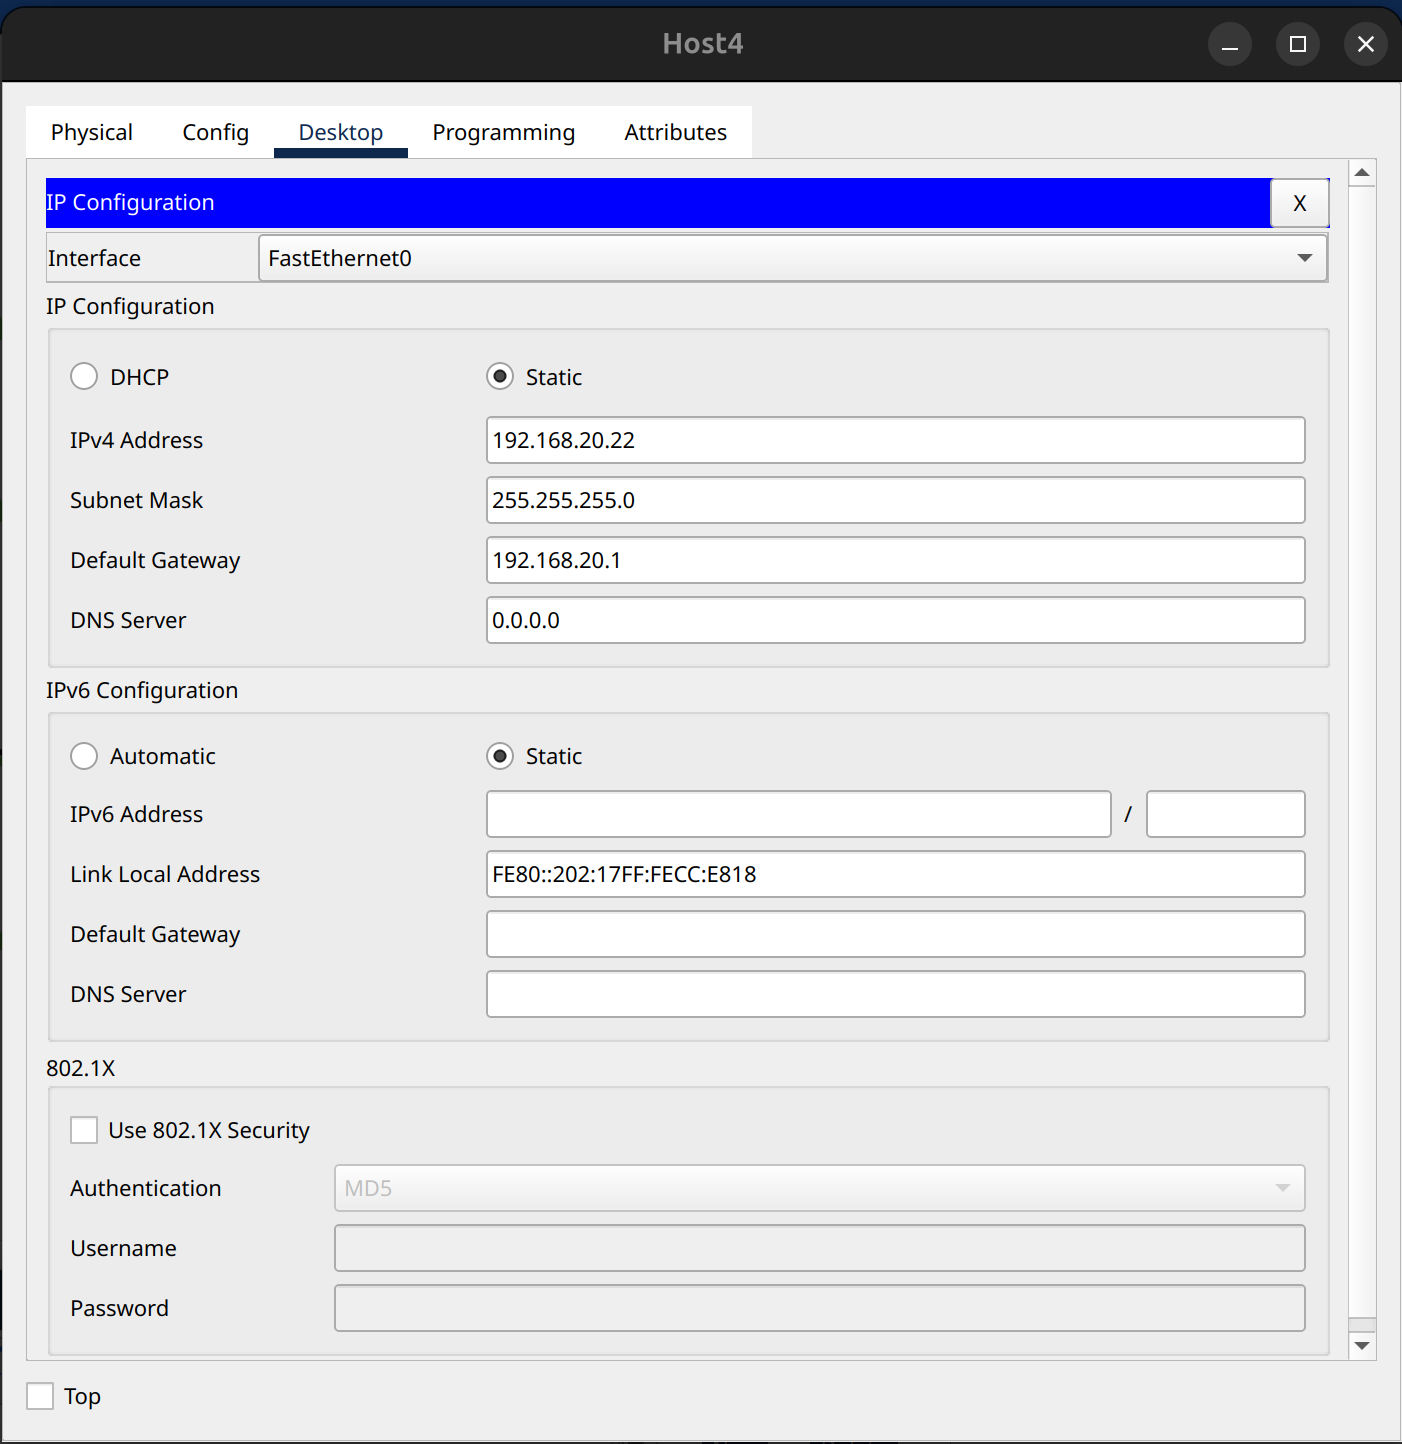 Host4
Physical Config Desktop Programming Attributes
IP Configuration X
Interface FastEthernet0
IP Configuration
DHCP Static
IPv4 Address 192.168.20.22
Subnet Mask 255.255.255.0
Default Gateway 192.168.20.1
DNS Server 0.0.0.0
IPv6 Configuration
Automatic Static
IPv6 Address /
Link Local Address FE80::202:17FF:FECC:E818
Default Gateway
DNS Server
802.1X
Use 802.1X Security
Authentication MD5
Username
Password
Top